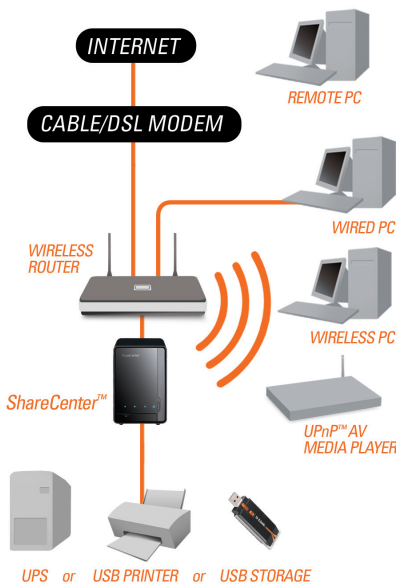 INTERNET
REMOTE PC
CABLE/DSL MODEM
WIRED PC
WIRELESS
ROUTER
WIRELESS PC
ShareCenter™
UPnP™ AV
MEDIA PLAYER
UPS or USB PRINTER or USB STORAGE